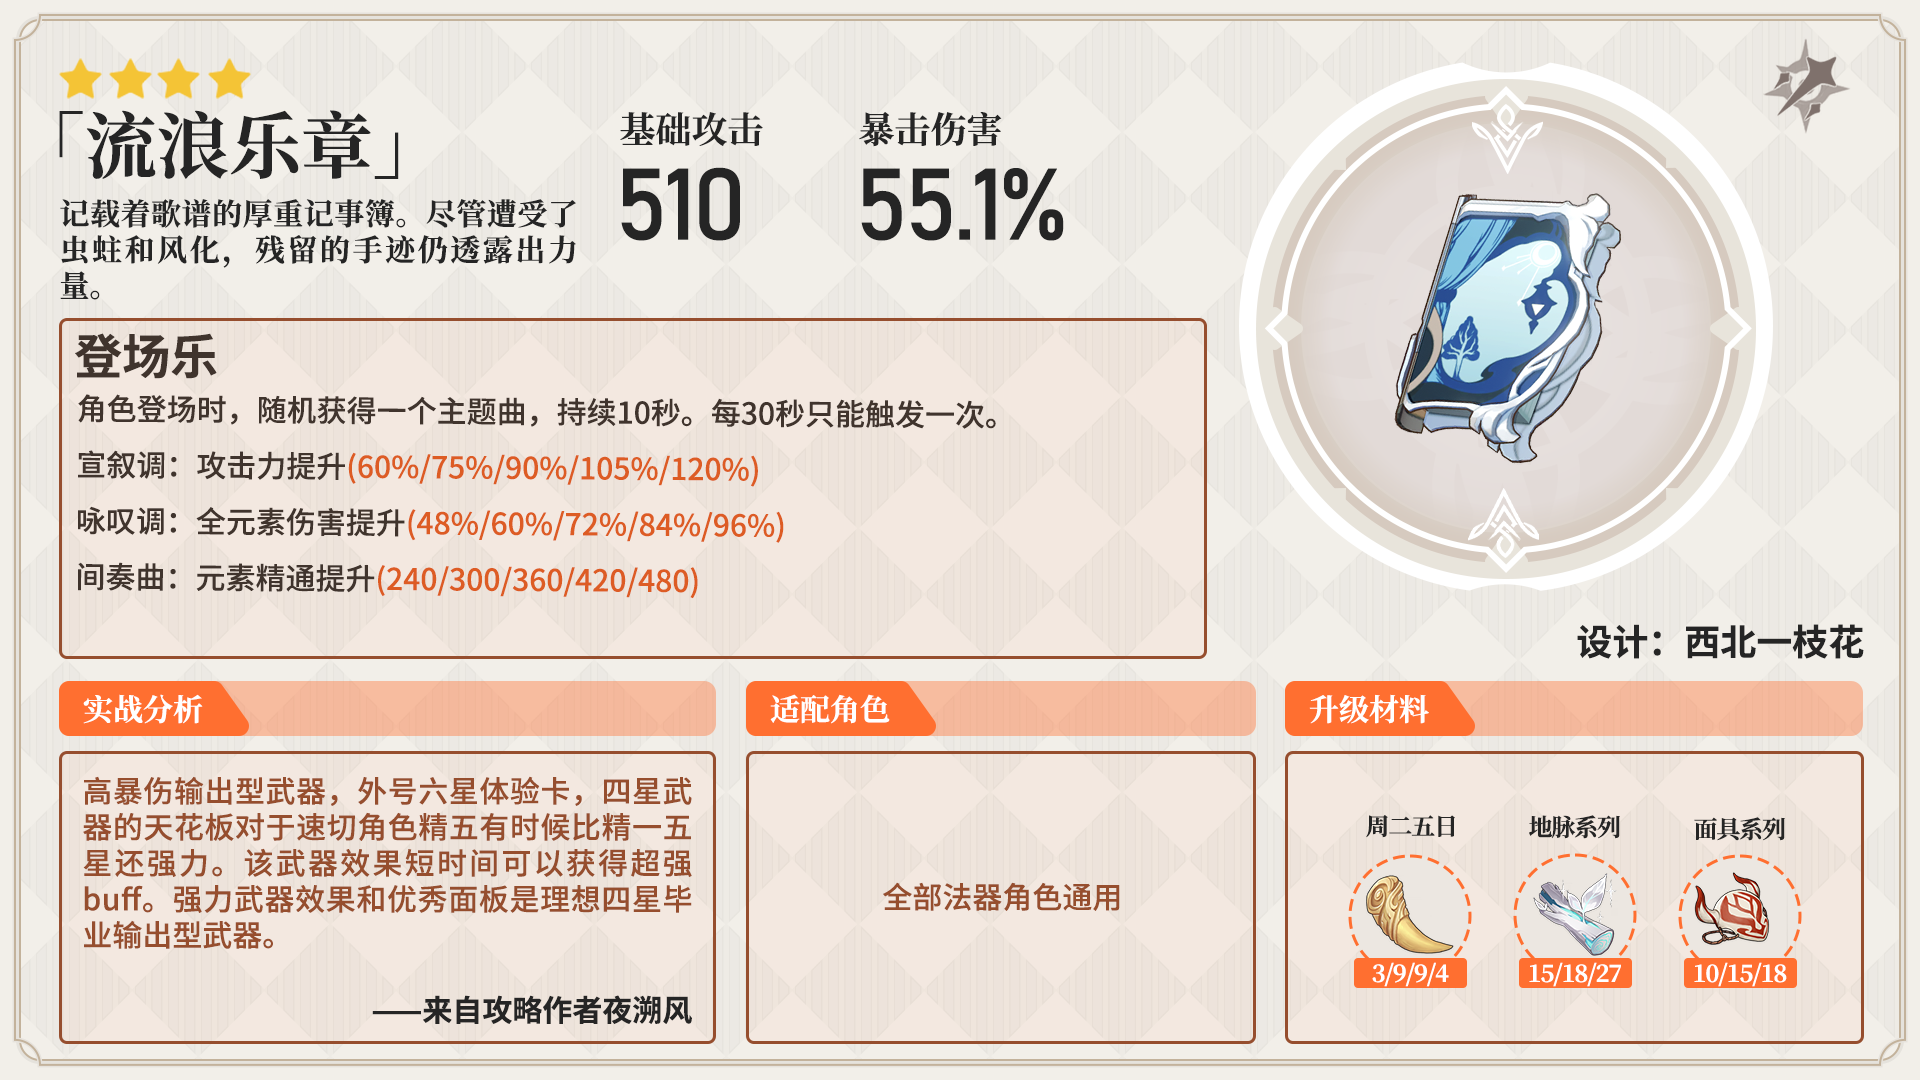 「流浪乐章」
记载着歌谱的厚重记事簿。尽管遭受了
虫蛀和风化，残留的手迹仍透露出力
量。
基础攻击
510
暴击伤害
55.1%
登场乐
角色登场时，随机获得一个主题曲，持续10秒。每30秒只能触发一次。
宣叙调：攻击力提升(60%/75%/90%/105%/120%)
咏叹调：全元素伤害提升(48%/60%/72%/84%/96%)
间奏曲：元素精通提升(240/300/360/420/480)
设计：西北一枝花
实战分析
高暴伤输出型武器，外号六星体验卡，四星武
器的天花板对于速切角色精五有时候比精一五
星还强力。该武器效果短时间可以获得超强
buff。强力武器效果和优秀面板是理想四星毕
业输出型武器。
——来自攻略作者夜溯风
适配角色
全部法器角色通用
升级材料
周二五日
3/9/9/4
地脉系列
15/18/27
面具系列
10/15/18